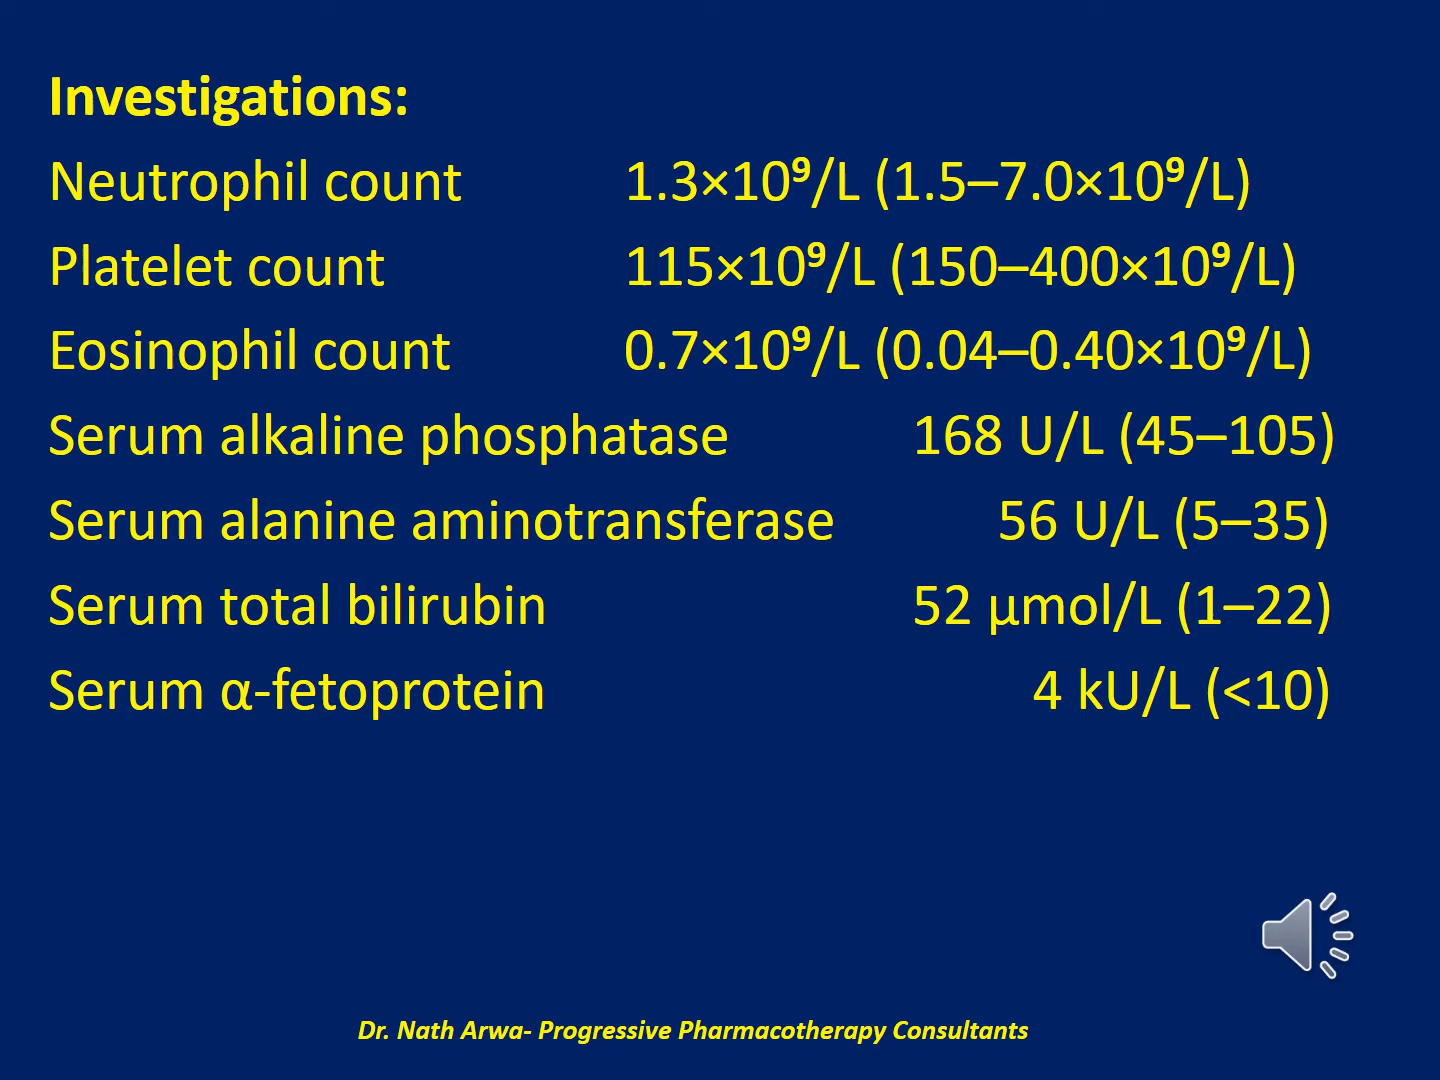 Investigations:
Neutrophil count 1.3×10⁹/L (1.5–7.0×10⁹/L)
Platelet count 115×10⁹/L (150–400×10⁹/L)
Eosinophil count 0.7×10⁹/L (0.04–0.40×10⁹/L)
Serum alkaline phosphatase 168 U/L (45–105)
Serum alanine aminotransferase 56 U/L (5–35)
Serum total bilirubin 52 µmol/L (1–22)
Serum α-fetoprotein 4 kU/L (<10)
Dr. Nath Arwa- Progressive Pharmacotherapy Consultants